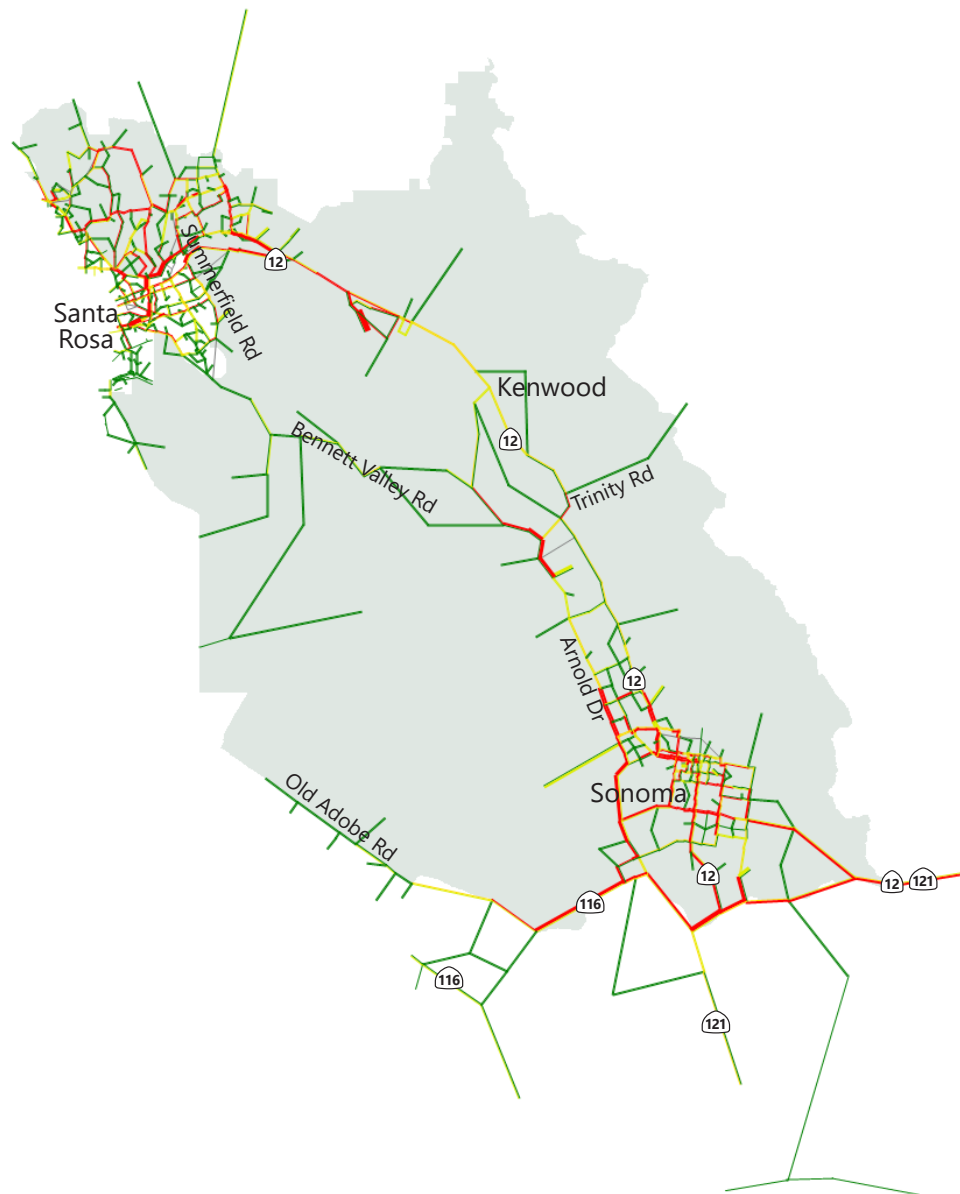 Summerfield Rd
12
Santa
Rosa
Kenwood
12
Bennett Valley Rd
Trinity Rd
Arnold Dr
12
Old Adobe Rd
Sonoma
12
12
121
116
116
121